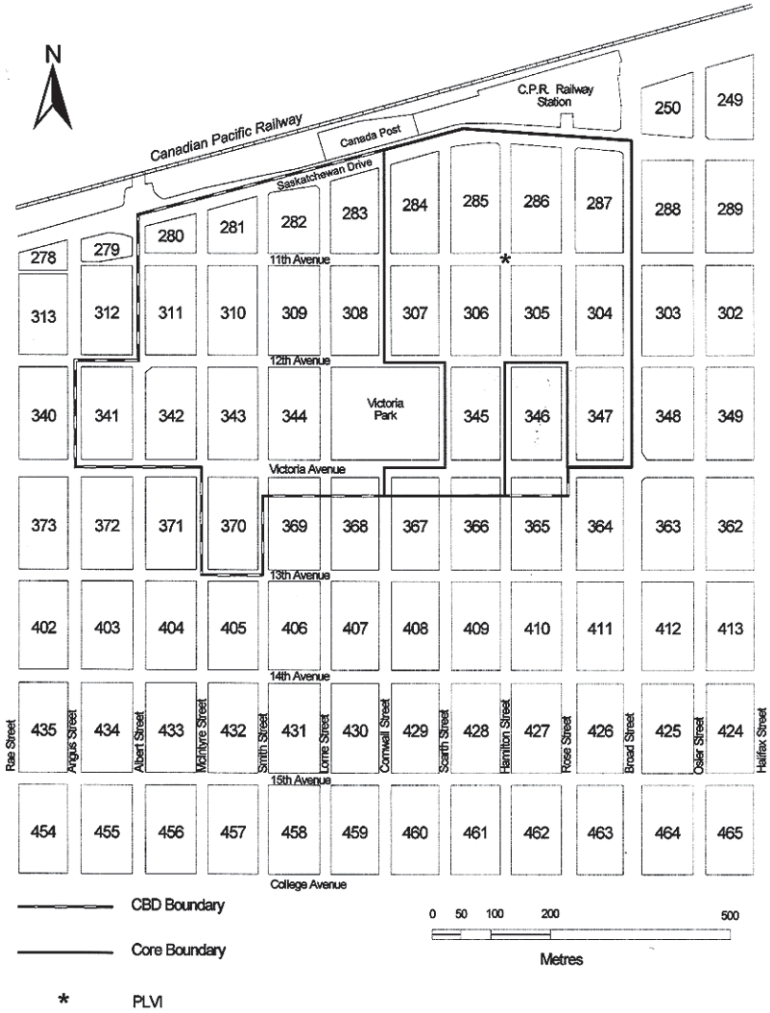 N
C.P.R. Railway
Station
250
249
Canadian Pacific Railway
Canada Post
Saskatchewan Drive
278
279
280
281
282
283
284
285
286
287
288
289
11th Avenue
*
313
312
311
310
309
308
307
306
305
304
303
302
12th Avenue
340
341
342
343
344
Victoria
Park
345
346
347
348
349
Victoria Avenue
373
372
371
370
369
368
367
366
365
364
363
362
13th Avenue
402
403
404
405
406
407
408
409
410
411
412
413
14th Avenue
Rae Street
435
Angus Street
434
Albert Street
433
McIntyre Street
432
Smith Street
431
Lorne Street
430
Cornwall Street
429
Scarth Street
428
Hamilton Street
427
Rose Street
426
Broad Street
425
Osler Street
424
Halifax Street
15th Avenue
454
455
456
457
458
459
460
461
462
463
464
465
College Avenue
CBD Boundary
Core Boundary
* PLVI
0 50 100 200 500
Metres